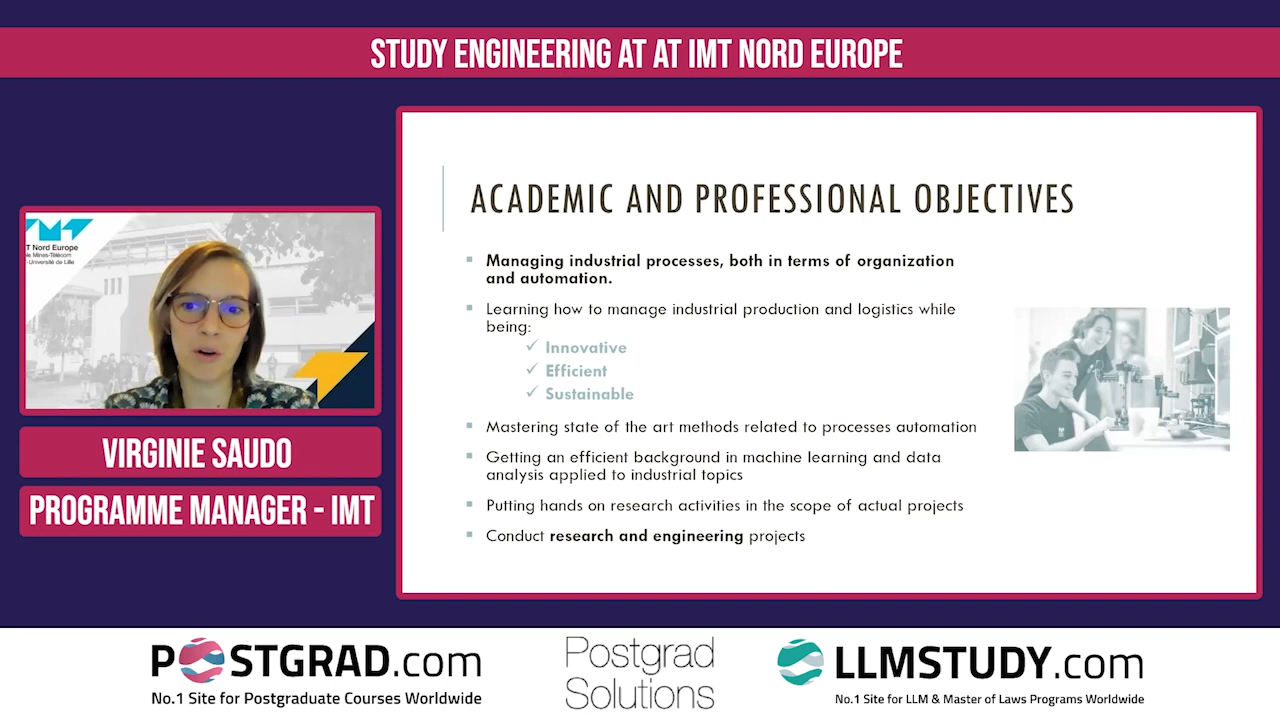 STUDY ENGINEERING AT AT IMT NORD EUROPE
T Nord Europe
le Mines-Télécom
-Université de Lille
VIRGINIE SAUDO
PROGRAMME MANAGER - IMT
ACADEMIC AND PROFESSIONAL OBJECTIVES
Managing industrial processes, both in terms of organization
and automation.
Learning how to manage industrial production and logistics while
being:
✓ Innovative
✓ Efficient
✓ Sustainable
Mastering state of the art methods related to processes automation
Getting an efficient background in machine learning and data
analysis applied to industrial topics
Putting hands on research activities in the scope of actual projects
Conduct research and engineering projects
POSTGRAD.com
No.1 Site for Postgraduate Courses Worldwide
Postgrad
Solutions
LLMSTUDY.com
No.1 Site for LLM & Master of Laws Programs Worldwide